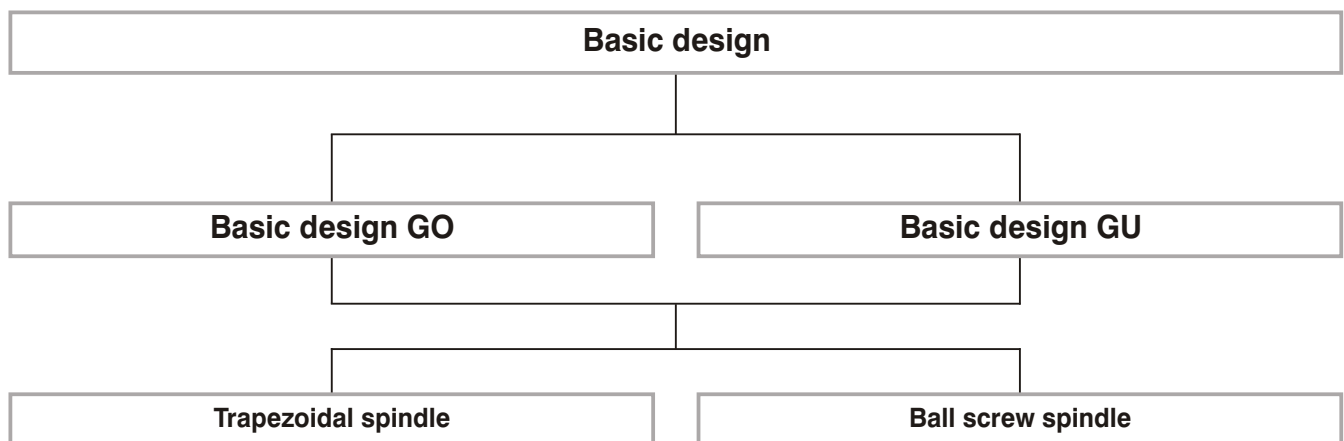 Basic design
Basic design GO
Basic design GU
Trapezoidal spindle
Ball screw spindle